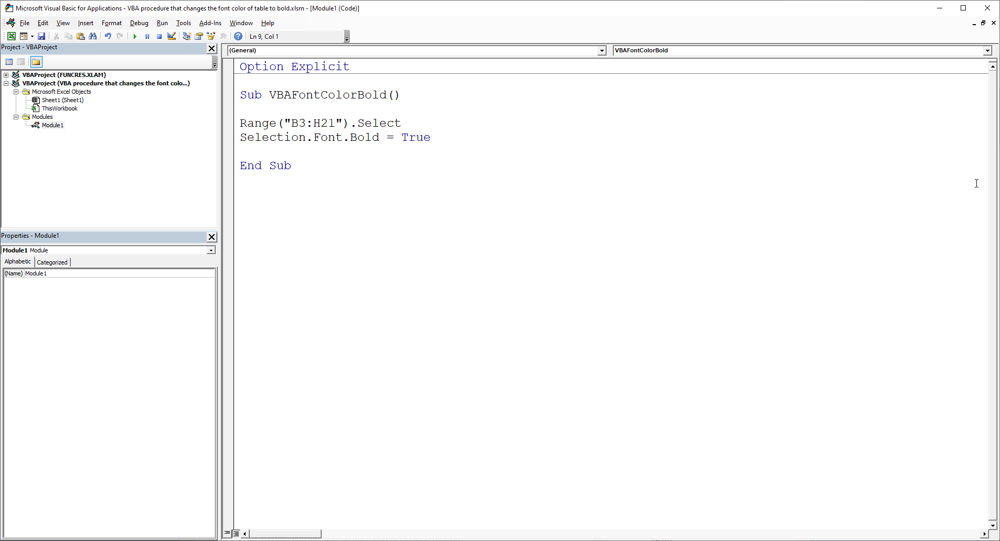 Microsoft Visual Basic for Applications - VBA procedure that changes the font color of table to bold.xlsm - [Module1 (Code)]
File Edit View Insert Format Debug Run Tools Add-Ins Window Help
Ln 9, Col 1
Project - VBAProject
VBAProject (FUNCRES.XLAM)
VBAProject (VBA procedure that changes the font colo...)
Microsoft Excel Objects
Sheet1 (Sheet1)
ThisWorkbook
Modules
Module1
Properties - Module1
Module1 Module
Alphabetic Categorized
(Name) Module1
(General) VBAFontColorBold
Option Explicit
Sub VBAFontColorBold()
Range("B3:H21").Select
Selection.Font.Bold = True
End Sub